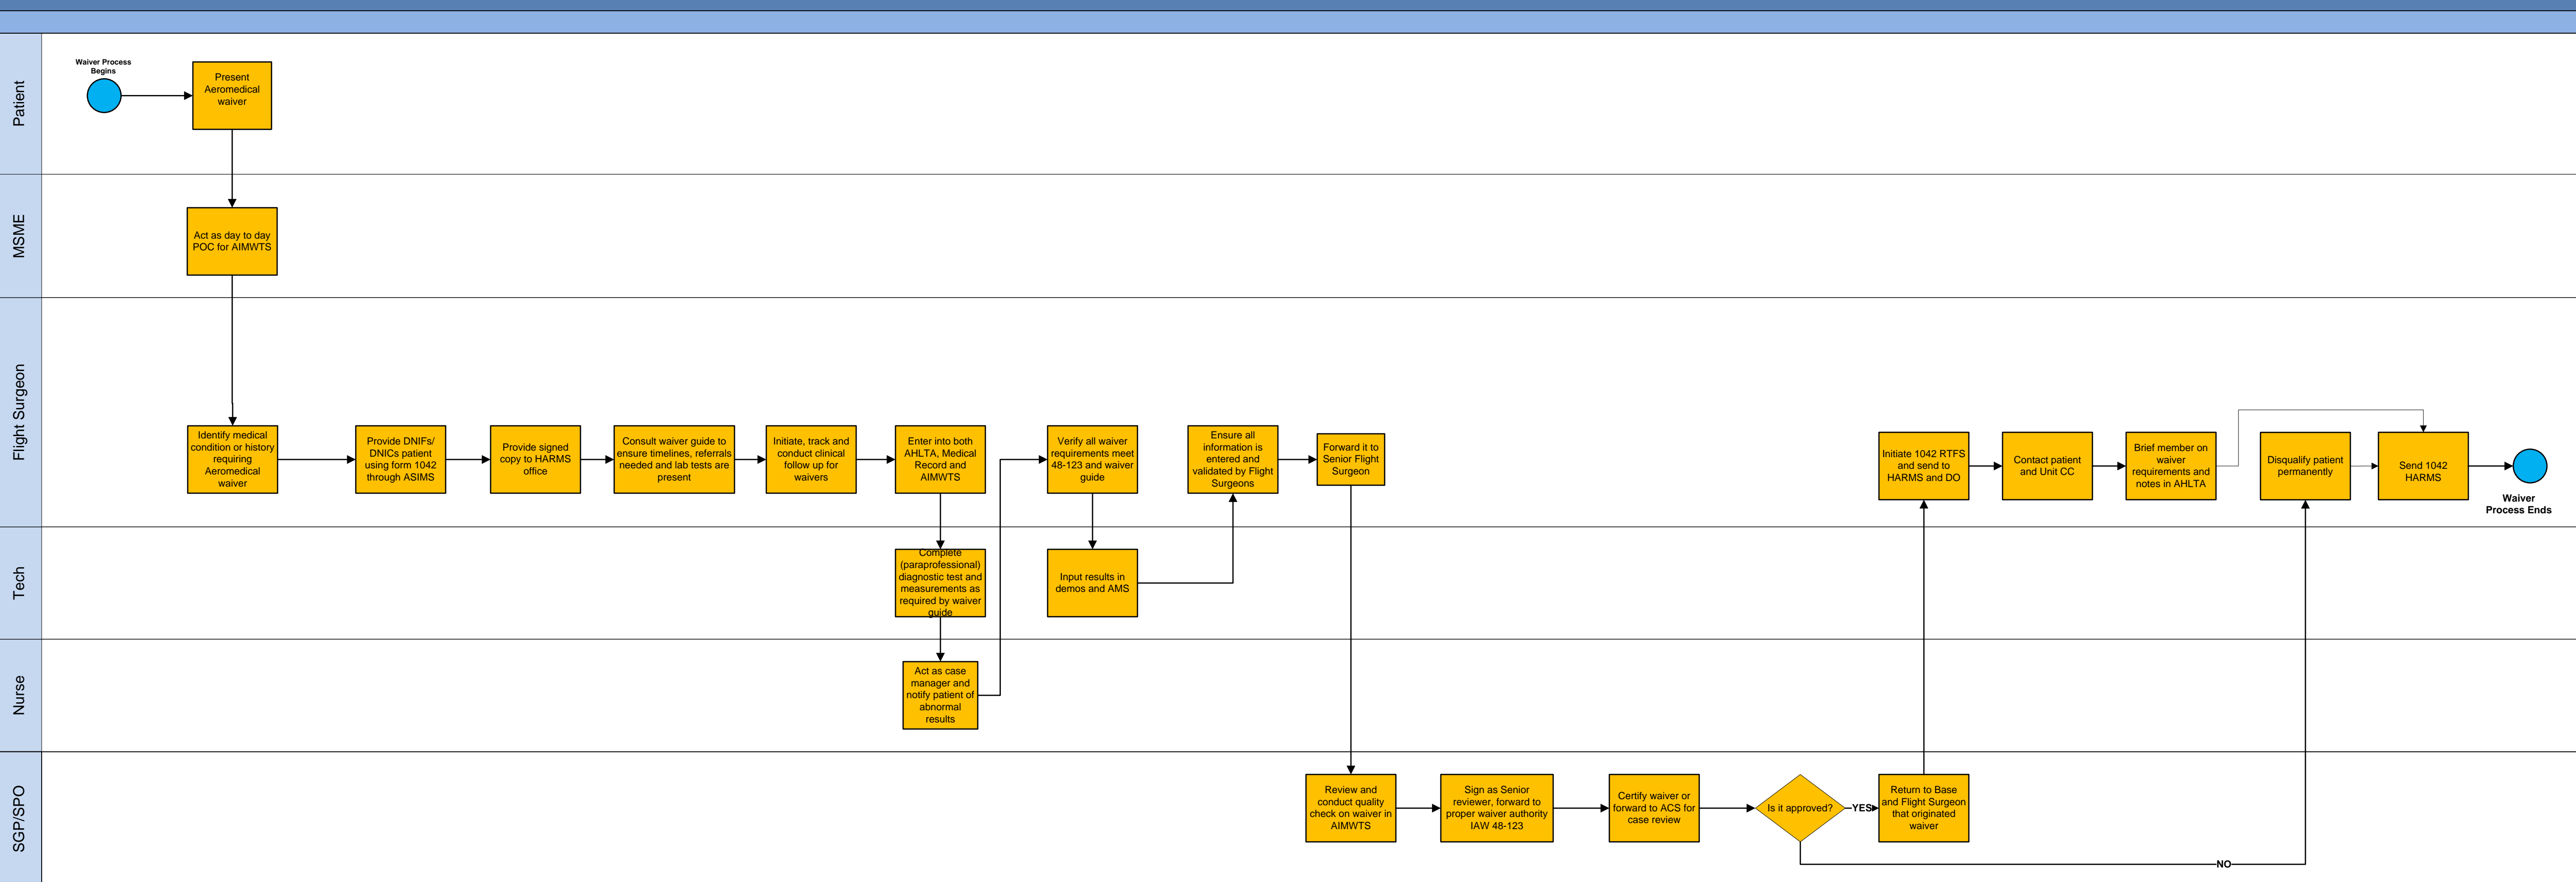 Patient
Waiver Process
Begins
Present
Aeromedical
waiver
MSME
Act as day to day
POC for AIMWTS
Flight Surgeon
Identify medical
condition or history
requiring
Aeromedical
waiver
Provide DNIFs/
DNICs patient
using form 1042
through ASIMS
Provide signed
copy to HARMS
office
Consult waiver guide to
ensure timelines, referrals
needed and lab tests are
present
Initiate, track and
conduct clinical
follow up for
waivers
Enter into both
AHLTA, Medical
Record and
AIMWTS
Verify all waiver
requirements meet
48-123 and waiver
guide
Ensure all
information is
entered and
validated by Flight
Surgeons
Forward it to
Senior Flight
Surgeon
Initiate 1042 RTFS
and send to
HARMS and DO
Contact patient
and Unit CC
Brief member on
waiver
requirements and
notes in AHLTA
Disqualify patient
permanently
Send 1042
HARMS
Waiver
Process Ends
Tech
Complete
(paraprofessional)
diagnostic test and
measurements as
required by waiver
guide
Input results in
demos and AMS
Nurse
Act as case
manager and
notify patient of
abnormal
results
SGP/SPO
Review and
conduct quality
check on waiver in
AIMWTS
Sign as Senior
reviewer, forward to
proper waiver authority
IAW 48-123
Certify waiver or
forward to ACS for
case review
Is it approved?
YES
Return to Base
and Flight Surgeon
that originated
waiver
NO